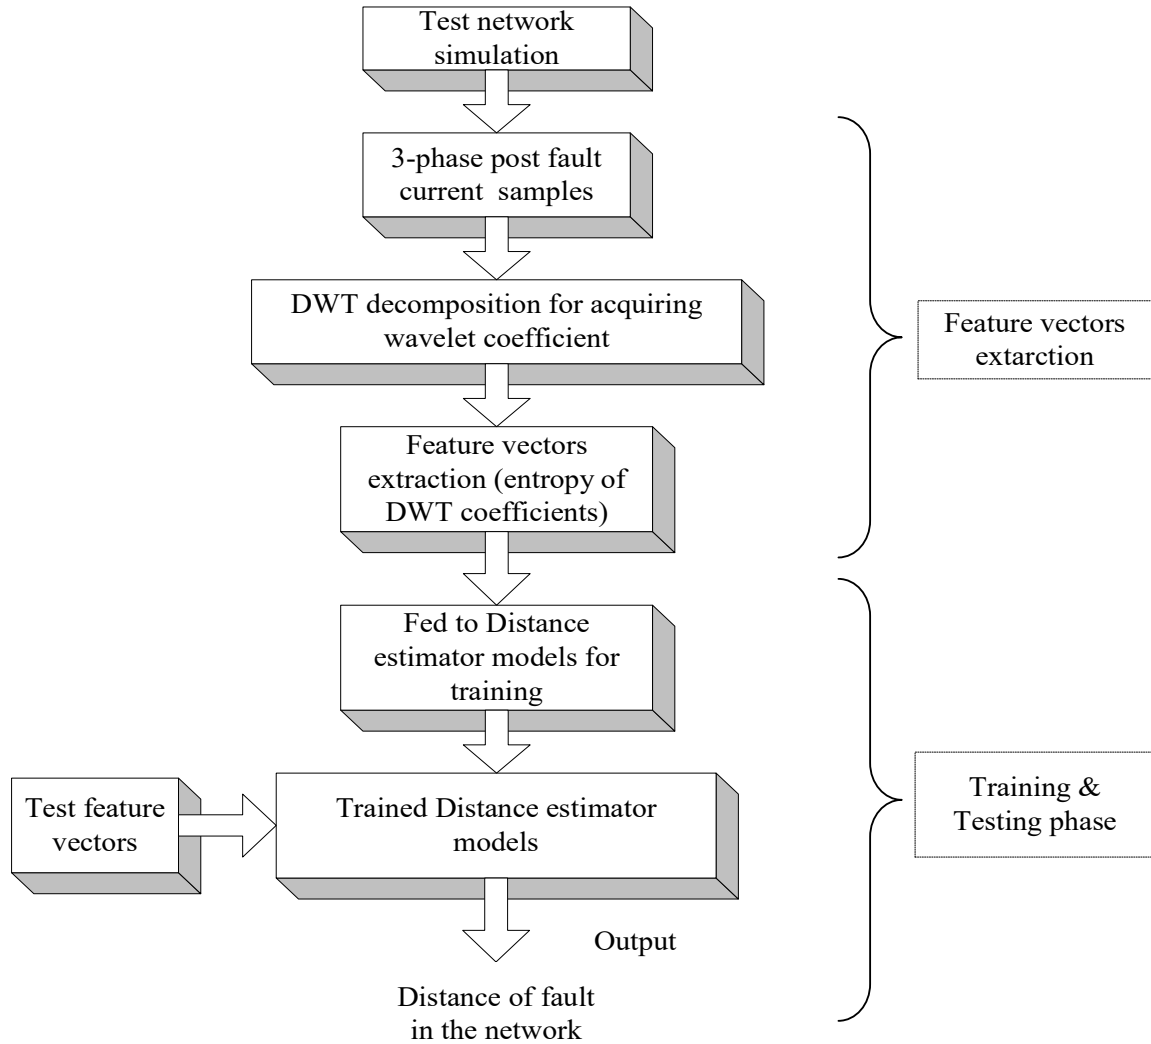 Test network
simulation
3-phase post fault
current samples
DWT decomposition for acquiring
wavelet coefficient
Feature vectors
extarction
Feature vectors
extraction (entropy of
DWT coefficients)
Fed to Distance
estimator models for
training
Test feature
vectors
Trained Distance estimator
models
Training &
Testing phase
Output
Distance of fault
in the network